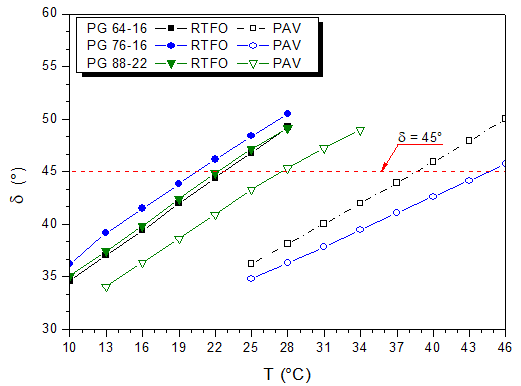 PG 64-16 RTFO PAV
PG 76-16 RTFO PAV
PG 88-22 RTFO PAV
δ = 45°
δ (°)
60
55
50
45
40
35
30
10 13 16 19 22 25 28 31 34 37 40 43 46
T (°C)